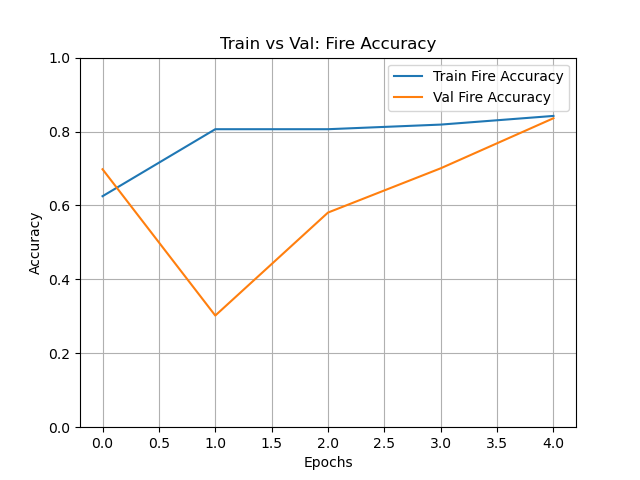 Train vs Val: Fire Accuracy
1.0
0.8
0.6
0.4
0.2
0.0
Accuracy
Train Fire Accuracy
Val Fire Accuracy
0.0 0.5 1.0 1.5 2.0 2.5 3.0 3.5 4.0
Epochs